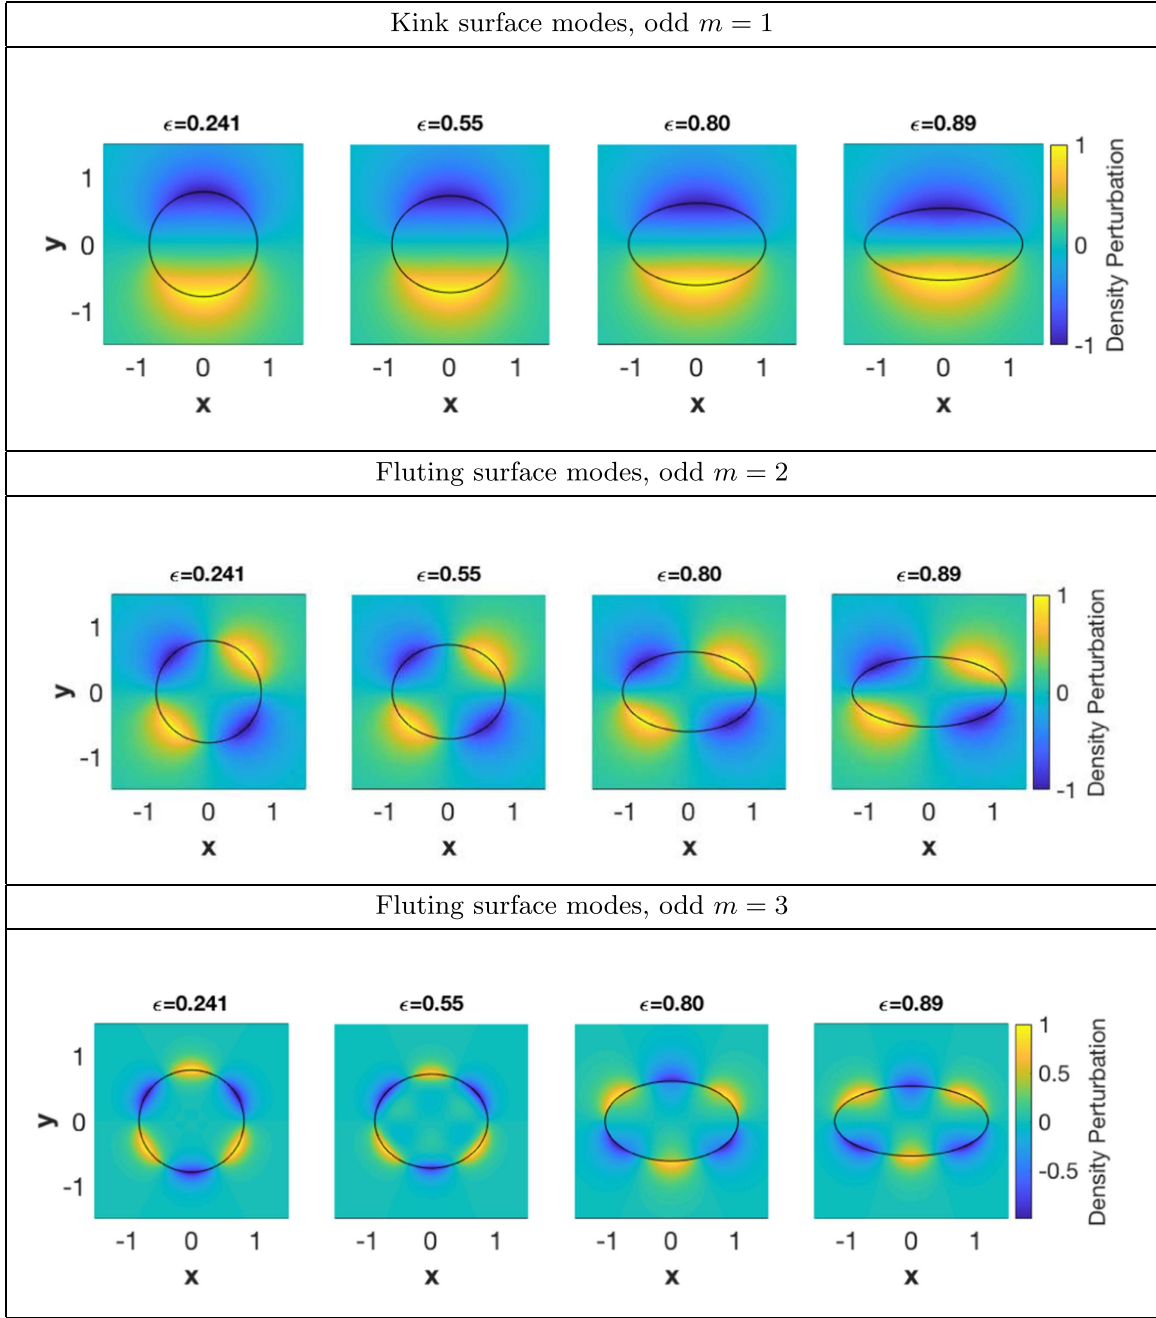 Kink surface modes, odd m = 1
ϵ=0.241 ϵ=0.55 ϵ=0.80 ϵ=0.89
y
1
0
-1
-1 0 1 -1 0 1 -1 0 1 -1 0 1
x x x x
1
0
-1
Density Perturbation
Fluting surface modes, odd m = 2
ϵ=0.241 ϵ=0.55 ϵ=0.80 ϵ=0.89
y
1
0
-1
-1 0 1 -1 0 1 -1 0 1 -1 0 1
x x x x
1
0
-1
Density Perturbation
Fluting surface modes, odd m = 3
ϵ=0.241 ϵ=0.55 ϵ=0.80 ϵ=0.89
y
1
0
-1
-1 0 1 -1 0 1 -1 0 1 -1 0 1
x x x x
1
0.5
0
-0.5
Density Perturbation